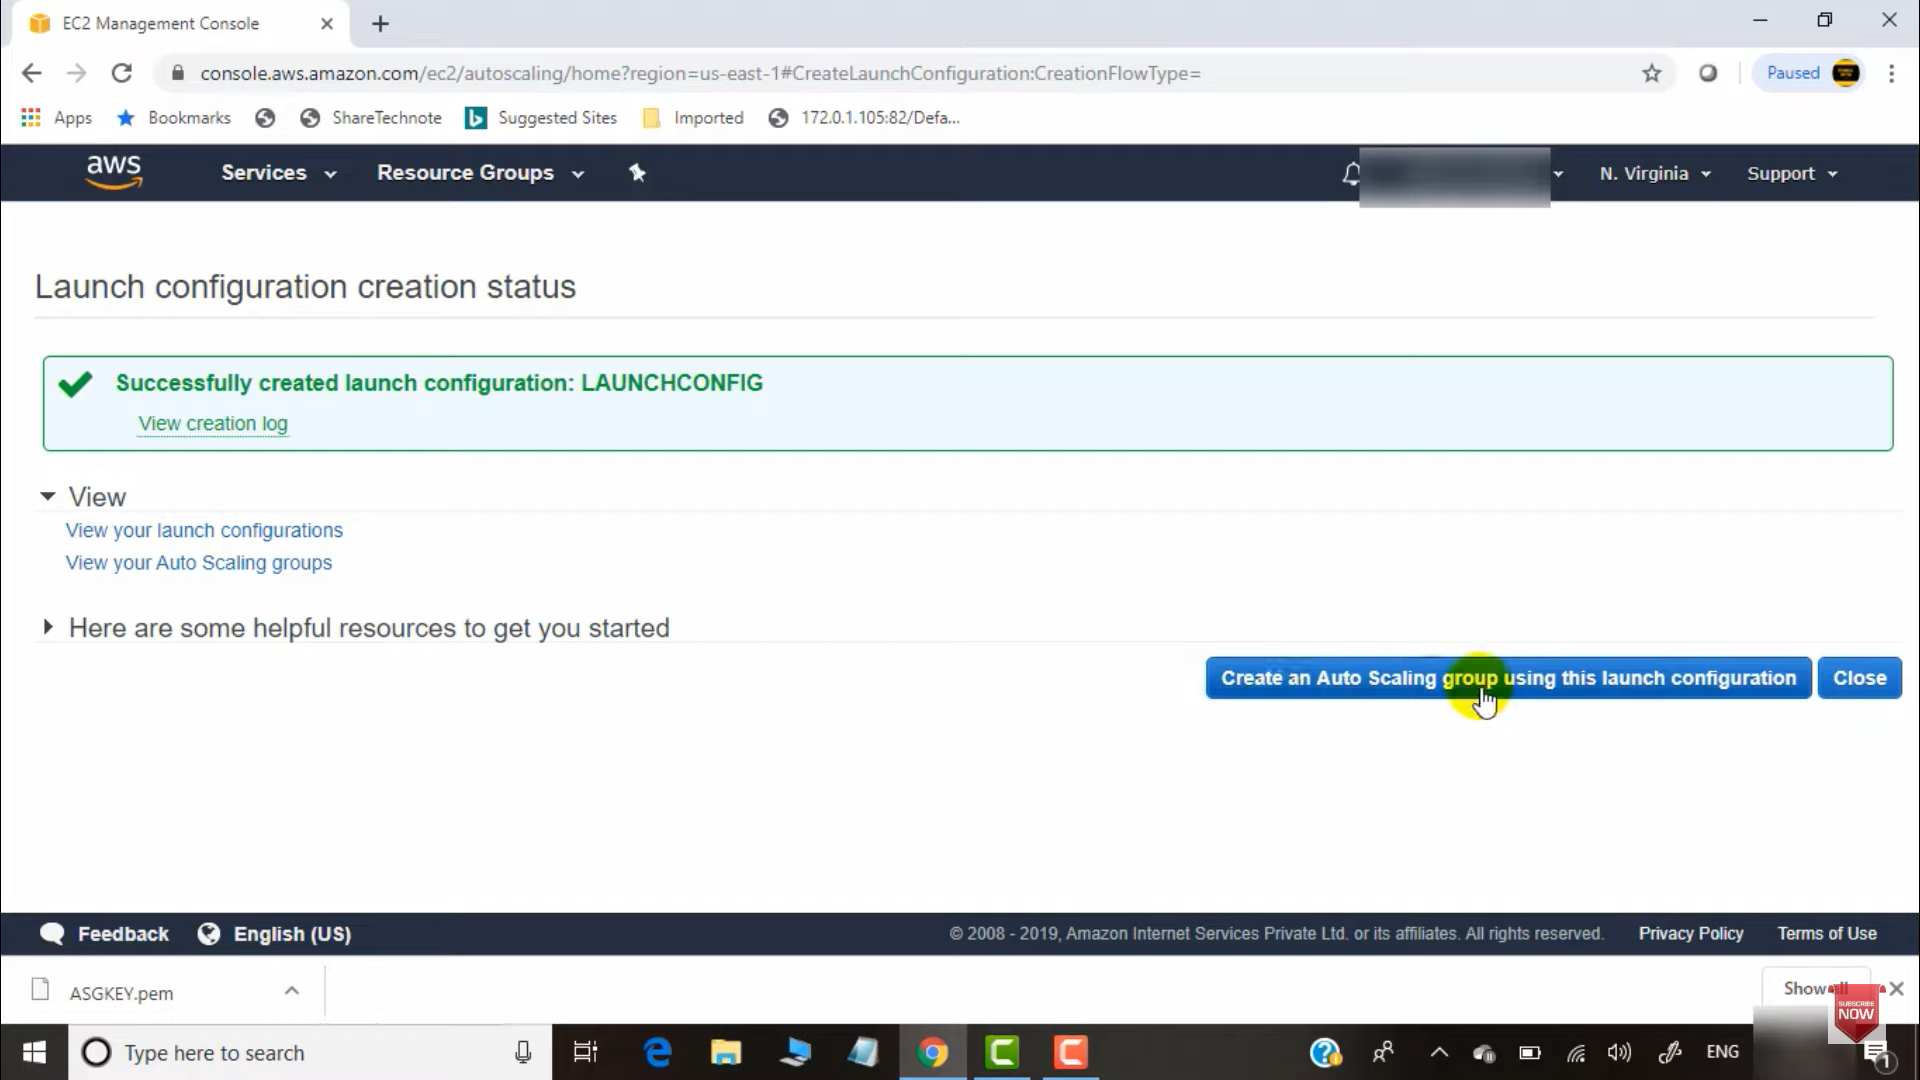 EC2 Management Console
console.aws.amazon.com/ec2/autoscaling/home?region=us-east-1#CreateLaunchConfiguration:CreationFlowType=
Paused
Apps
Bookmarks
ShareTechnote
Suggested Sites
Imported
172.0.1.105:82/Defa...
aws
Services
Resource Groups
N. Virginia
Support
Launch configuration creation status
Successfully created launch configuration: LAUNCHCONFIG
View creation log
View
View your launch configurations
View your Auto Scaling groups
Here are some helpful resources to get you started
Create an Auto Scaling group using this launch configuration
Close
Feedback
English (US)
© 2008 - 2019, Amazon Internet Services Private Ltd. or its affiliates. All rights reserved.
Privacy Policy
Terms of Use
ASGKEY.pem
Show all
SUBSCRIBE
NOW
Type here to search
ENG
1